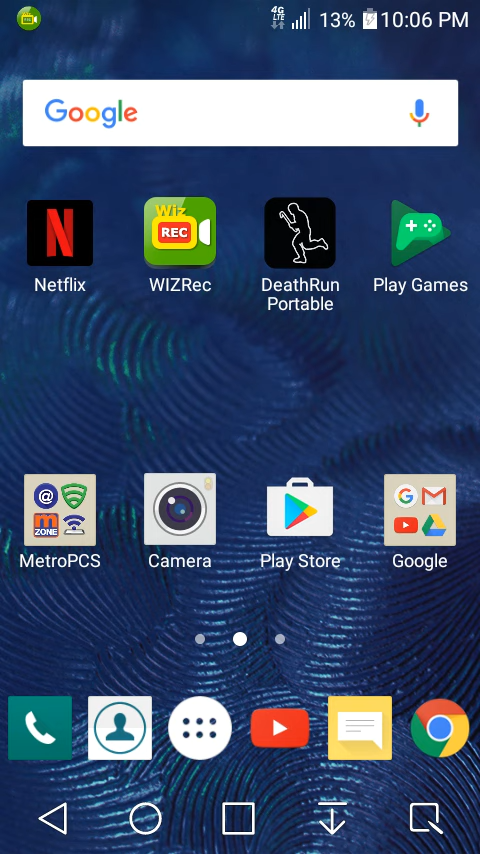 4G
LTE
13%
10:06 PM
Google
N
Wiz
REC
Netflix
WIZRec
DeathRun
Portable
Play Games
@
m
ZONE
G
M
MetroPCS
Camera
Play Store
Google